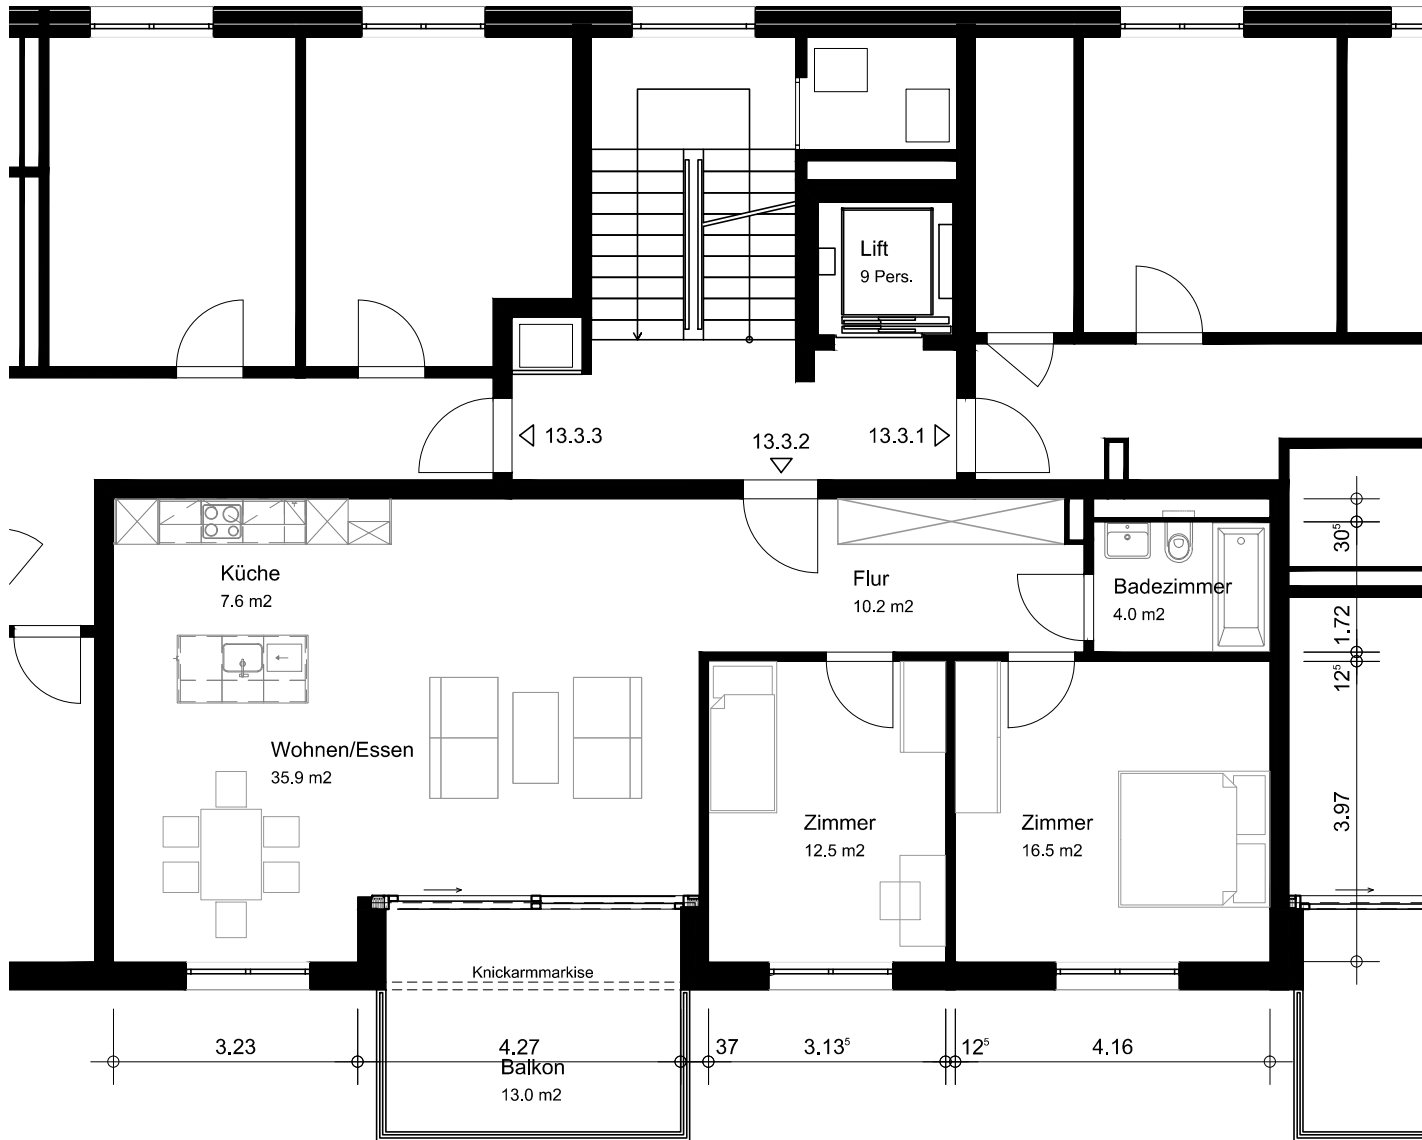 Lift
9 Pers.
13.3.3
13.3.2
13.3.1
Küche
7.6 m2
Flur
10.2 m2
Badezimmer
4.0 m2
30⁵
1.72
12⁵
3.97
Wohnen/Essen
35.9 m2
Zimmer
12.5 m2
Zimmer
16.5 m2
Knickarmmarkise
3.23
4.27
37
3.13⁵
12⁵
4.16
Balkon
13.0 m2